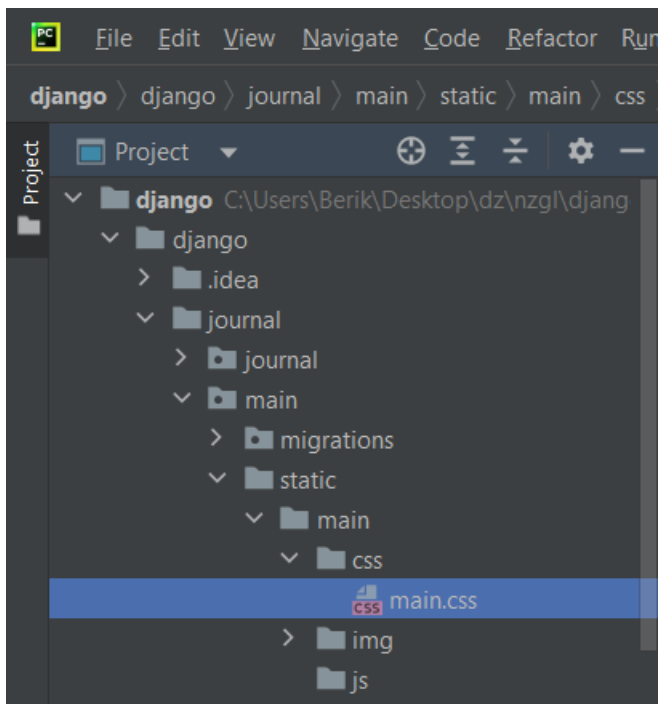 PC File Edit View Navigate Code Refactor Run
django 〉 django 〉 journal 〉 main 〉 static 〉 main 〉 css
Project
Project
django C:\Users\Berik\Desktop\dz\nzgl\djang
django
.idea
journal
journal
main
migrations
static
main
css
CSS main.css
img
js